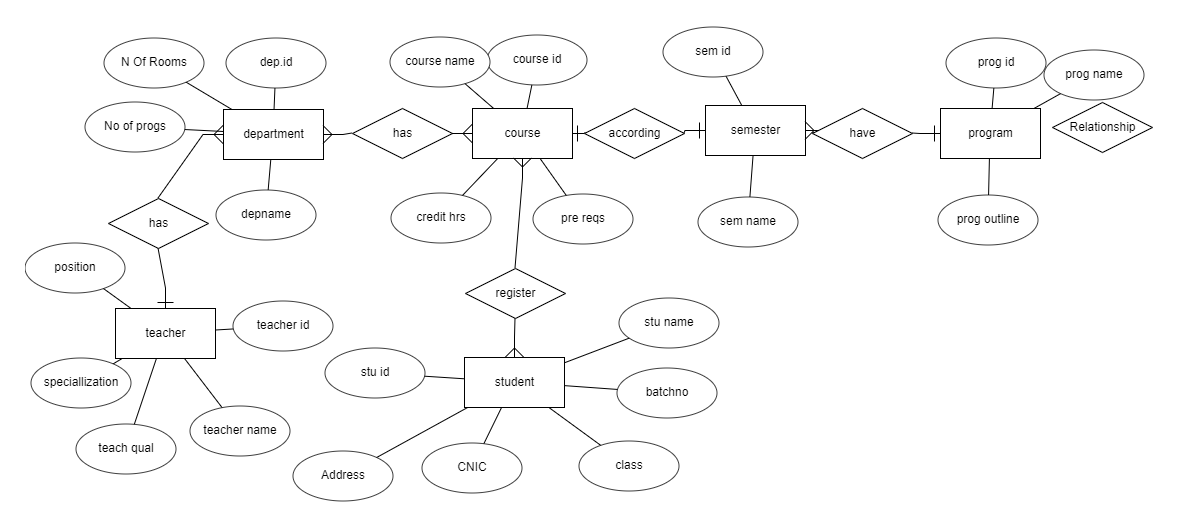 N Of Rooms
dep.id
course name
course id
sem id
prog id
prog name
No of progs
department
has
course
according
semester
have
program
Relationship
has
depname
credit hrs
pre reqs
sem name
prog outline
position
register
teacher
teacher id
stu name
stu id
student
speciallization
batchno
teacher name
teach qual
Address
CNIC
class